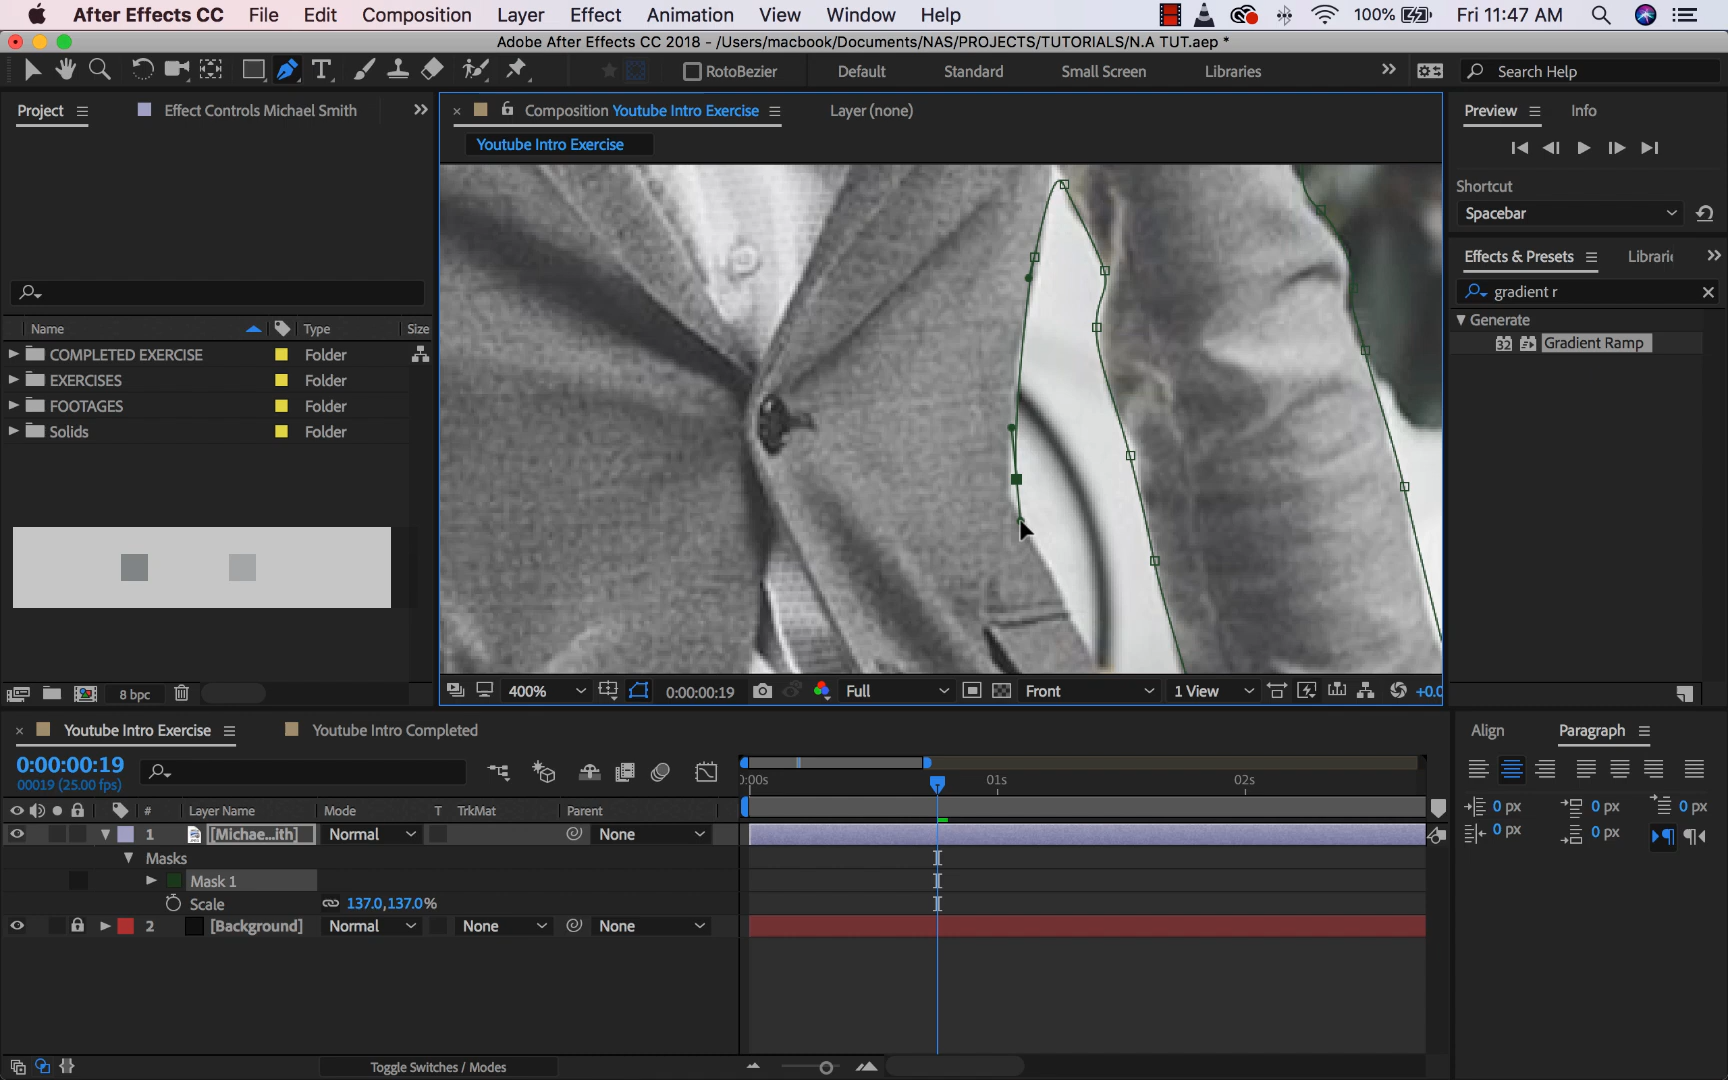 After Effects CC File Edit Composition Layer Effect Animation View Window Help 100% Fri 11:47 AM
Adobe After Effects CC 2018 - /Users/macbook/Documents/NAS/PROJECTS/TUTORIALS/N.A TUT.aep *
RotoBezier Default Standard Small Screen Libraries Search Help
Project Effect Controls Michael Smith
Composition Youtube Intro Exercise Layer (none)
Preview Info
Youtube Intro Exercise
Shortcut
Spacebar
Effects & Presets Librari
gradient r
Generate
32 Gradient Ramp
Name Type Size
COMPLETED EXERCISE Folder
EXERCISES Folder
FOOTAGES Folder
Solids Folder
8 bpc
400% 0:00:00:19 Full Front 1 View +0.0
Youtube Intro Exercise Youtube Intro Completed
Align Paragraph
0:00:00:19
00019 (25.00 fps)
0:00s 01s 02s
# Layer Name Mode T TrkMat Parent
1 [Michae...ith] Normal None
Masks
Mask 1
Scale 137.0,137.0%
2 [Background] Normal None None
0 px 0 px 0 px
0 px 0 px
Toggle Switches / Modes